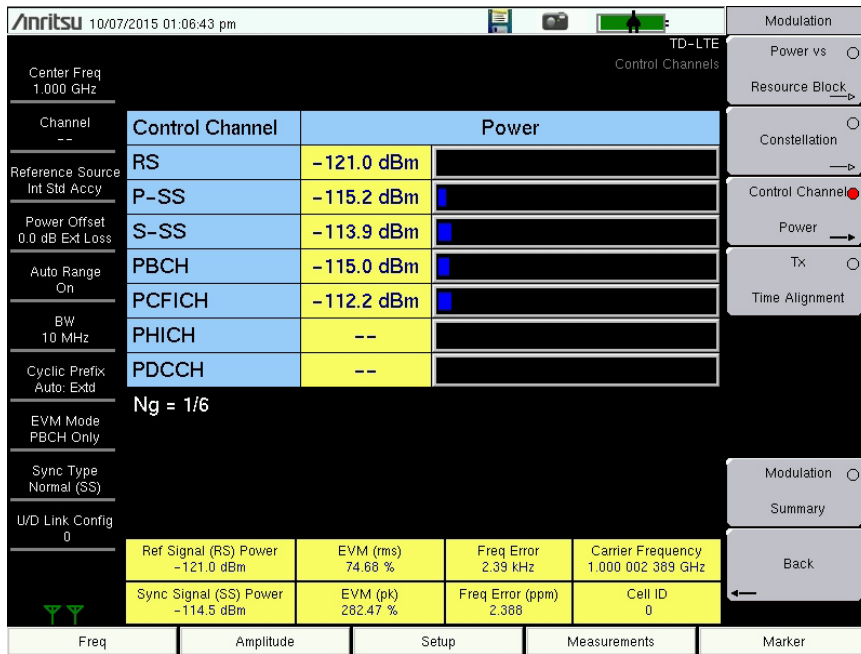 Anritsu 10/07/2015 01:06:43 pm
TD-LTE
Control Channels
Center Freq
1.000 GHz
Channel
--
Reference Source
Int Std Accy
Power Offset
0.0 dB Ext Loss
Auto Range
On
BW
10 MHz
Cyclic Prefix
Auto: Extd
EVM Mode
PBCH Only
Sync Type
Normal (SS)
U/D Link Config
0
Control Channel Power
RS -121.0 dBm
P-SS -115.2 dBm
S-SS -113.9 dBm
PBCH -115.0 dBm
PCFICH -112.2 dBm
PHICH --
PDCCH --
Ng = 1/6
Ref Signal (RS) Power
-121.0 dBm
EVM (rms)
74.68 %
Freq Error
2.39 kHz
Carrier Frequency
1.000 002 389 GHz
Sync Signal (SS) Power
-114.5 dBm
EVM (pk)
282.47 %
Freq Error (ppm)
2.388
Cell ID
0
Modulation
Power vs
Resource Block
Constellation
Control Channel
Power
Tx
Time Alignment
Modulation
Summary
Back
Freq Amplitude Setup Measurements Marker